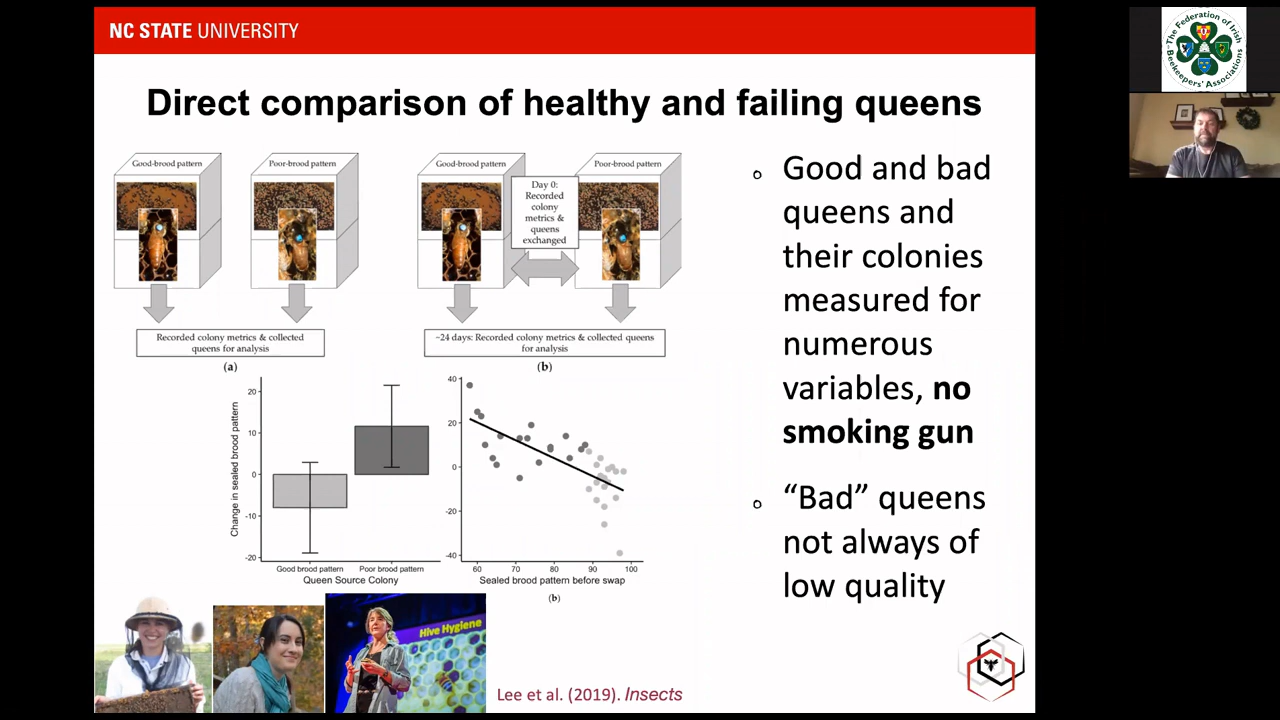 NC STATE UNIVERSITY
Direct comparison of healthy and failing queens
Good-brood pattern
Poor-brood pattern
Good-brood pattern
Poor-brood pattern
Day 0:
Recorded
colony
metrics &
queens
exchanged
Recorded colony metrics & collected
queens for analysis
~24 days: Recorded colony metrics & collected queens
for analysis
(a)
(b)
Change in sealed brood pattern
20
10
0
-10
-20
Good brood pattern
Poor brood pattern
Queen Source Colony
40
20
0
-20
-40
60
70
80
90
100
Sealed brood pattern before swap
(b)
Good and bad
queens and
their colonies
measured for
numerous
variables, no
smoking gun
“Bad” queens
not always of
low quality
Hive Hygiene
Lee et al. (2019). Insects
The Federation of Irish
Beekeepers' Associations